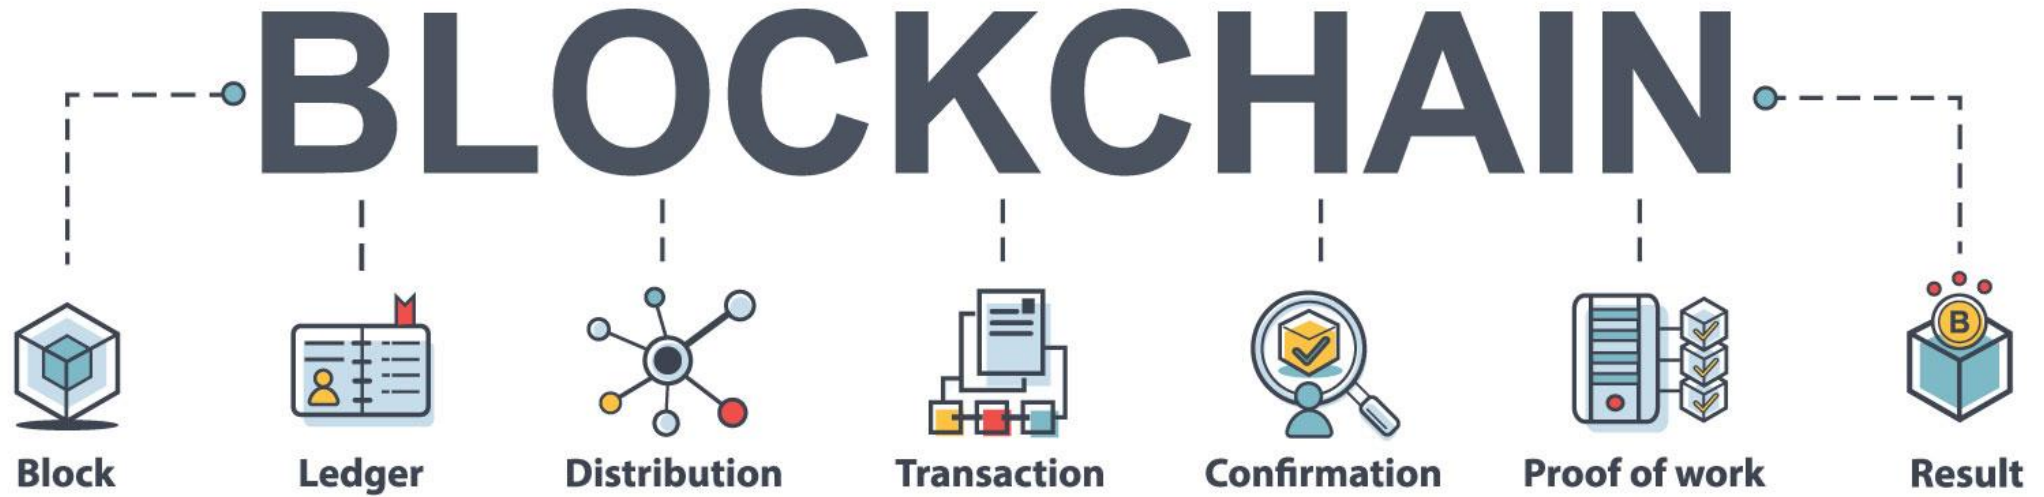 BLOCKCHAIN
B
Block
Ledger
Distribution
Transaction
Confirmation
Proof of work
Result